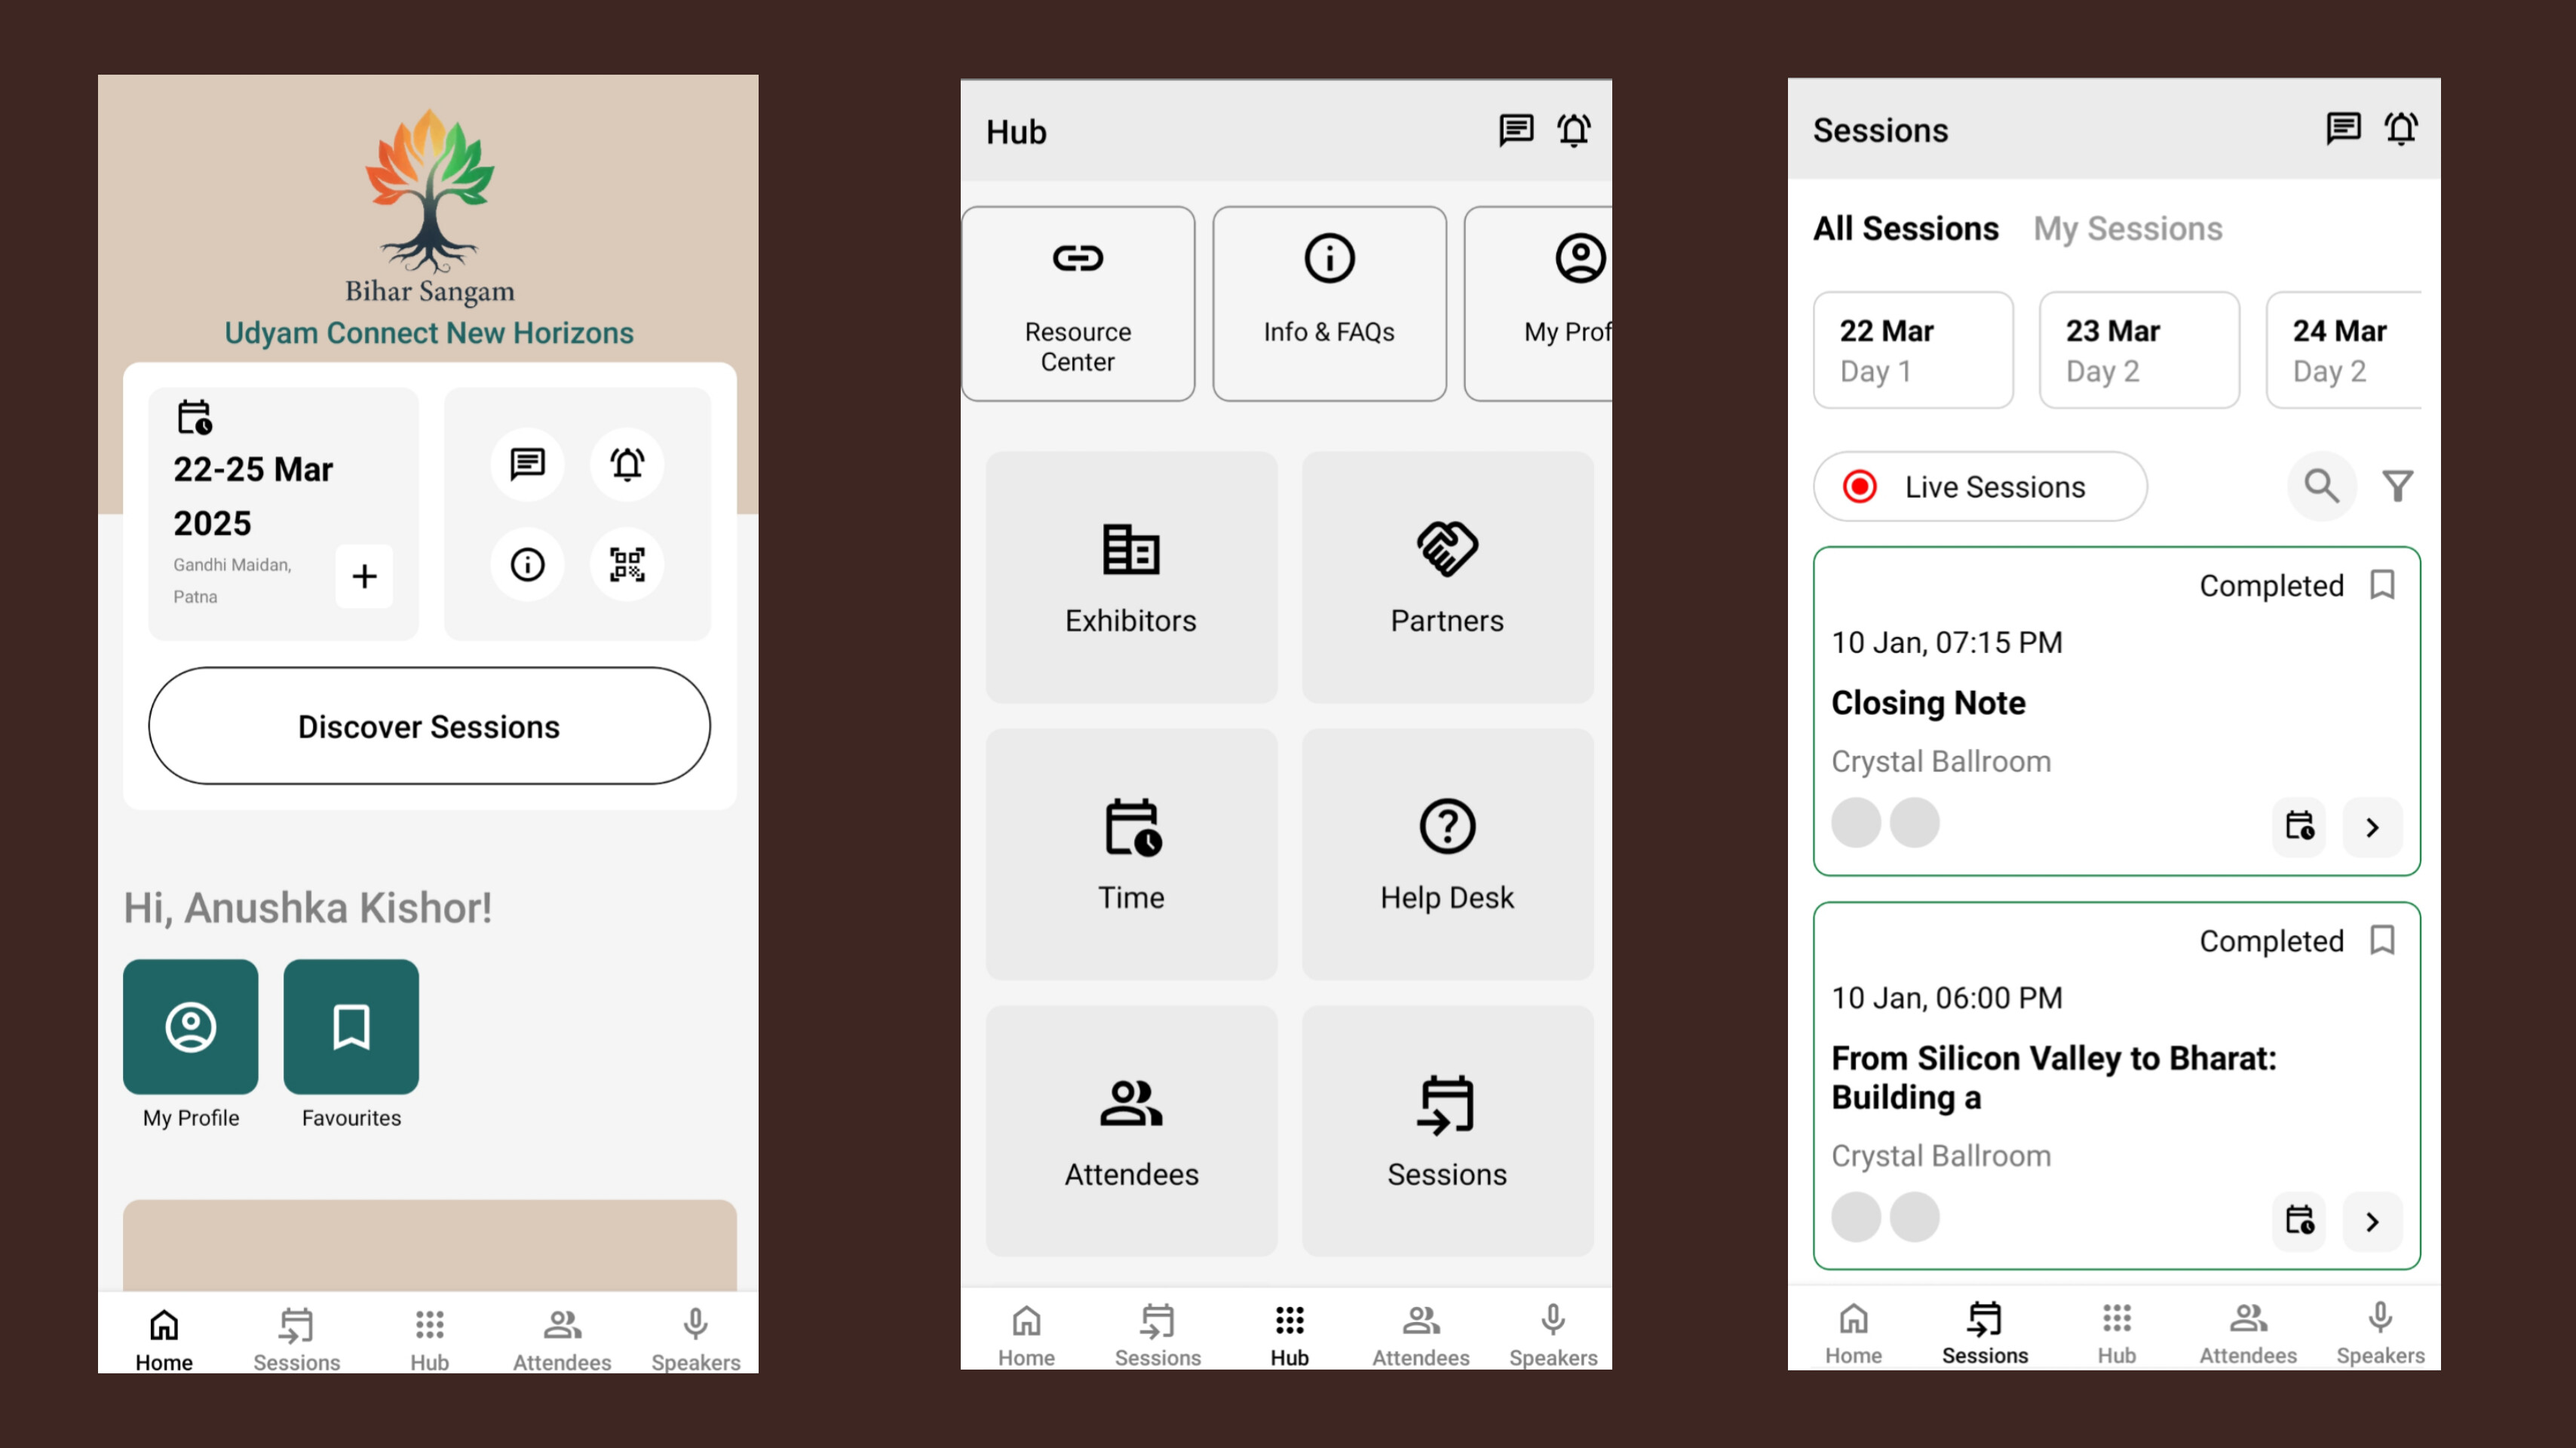 Bihar Sangam
Udyam Connect New Horizons
22-25 Mar
2025
Gandhi Maidan,
Patna
Discover Sessions
Hi, Anushka Kishor!
My Profile
Favourites
Home
Sessions
Hub
Attendees
Speakers
Hub
Resource
Center
Info & FAQs
My Prof
Exhibitors
Partners
Time
Help Desk
Attendees
Sessions
Home
Sessions
Hub
Attendees
Speakers
Sessions
All Sessions
My Sessions
22 Mar
Day 1
23 Mar
Day 2
24 Mar
Day 2
Live Sessions
Completed
10 Jan, 07:15 PM
Closing Note
Crystal Ballroom
Completed
10 Jan, 06:00 PM
From Silicon Valley to Bharat:
Building a
Crystal Ballroom
Home
Sessions
Hub
Attendees
Speakers